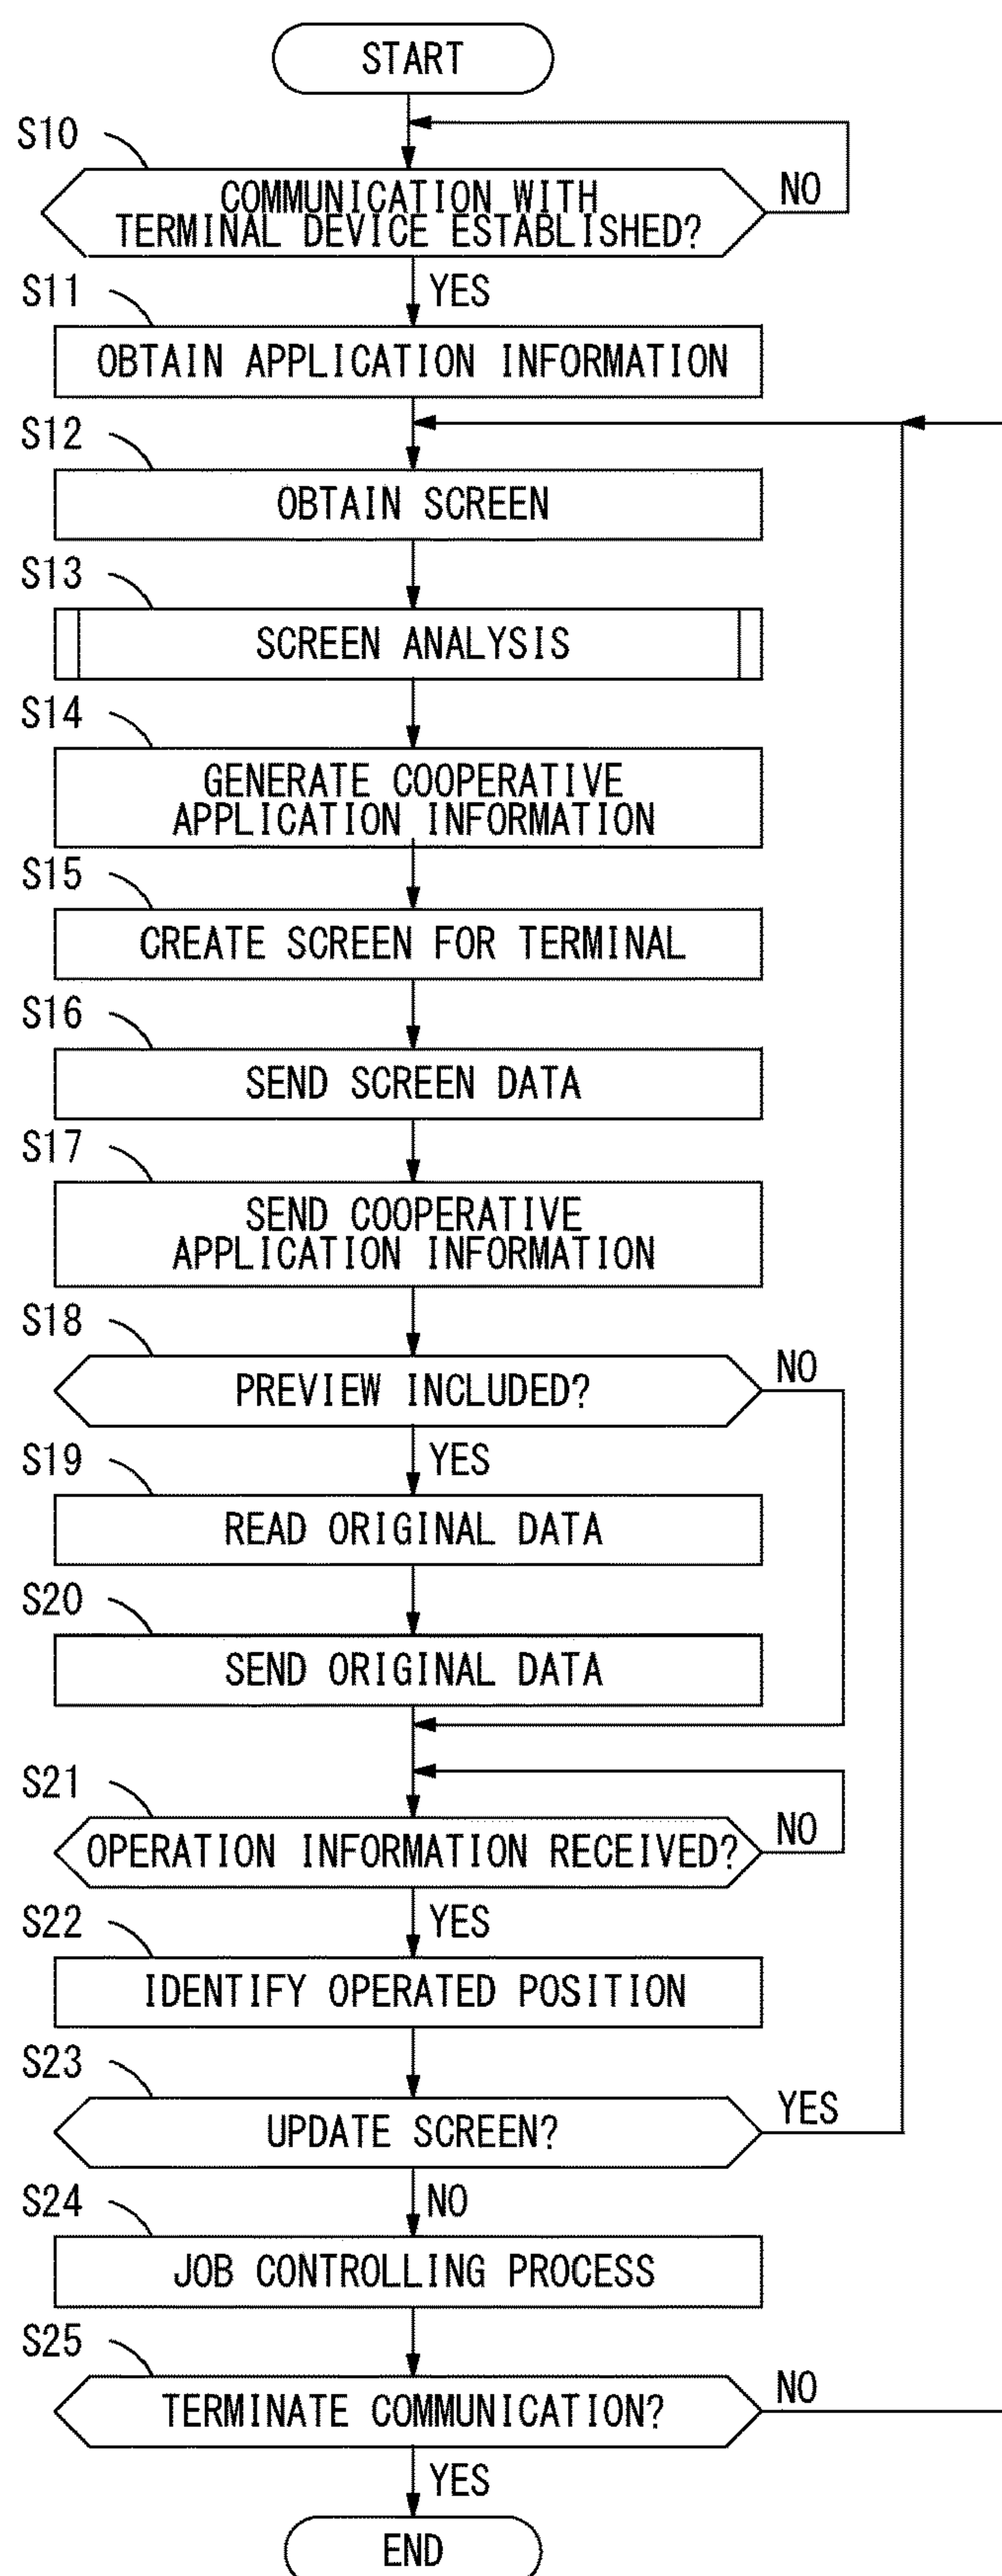 START
S10
COMMUNICATION WITH
TERMINAL DEVICE ESTABLISHED?
NO
YES
S11
OBTAIN APPLICATION INFORMATION
S12
OBTAIN SCREEN
S13
SCREEN ANALYSIS
S14
GENERATE COOPERATIVE
APPLICATION INFORMATION
S15
CREATE SCREEN FOR TERMINAL
S16
SEND SCREEN DATA
S17
SEND COOPERATIVE
APPLICATION INFORMATION
S18
PREVIEW INCLUDED?
NO
YES
S19
READ ORIGINAL DATA
S20
SEND ORIGINAL DATA
S21
OPERATION INFORMATION RECEIVED?
NO
YES
S22
IDENTIFY OPERATED POSITION
S23
UPDATE SCREEN?
YES
NO
S24
JOB CONTROLLING PROCESS
S25
TERMINATE COMMUNICATION?
NO
YES
END